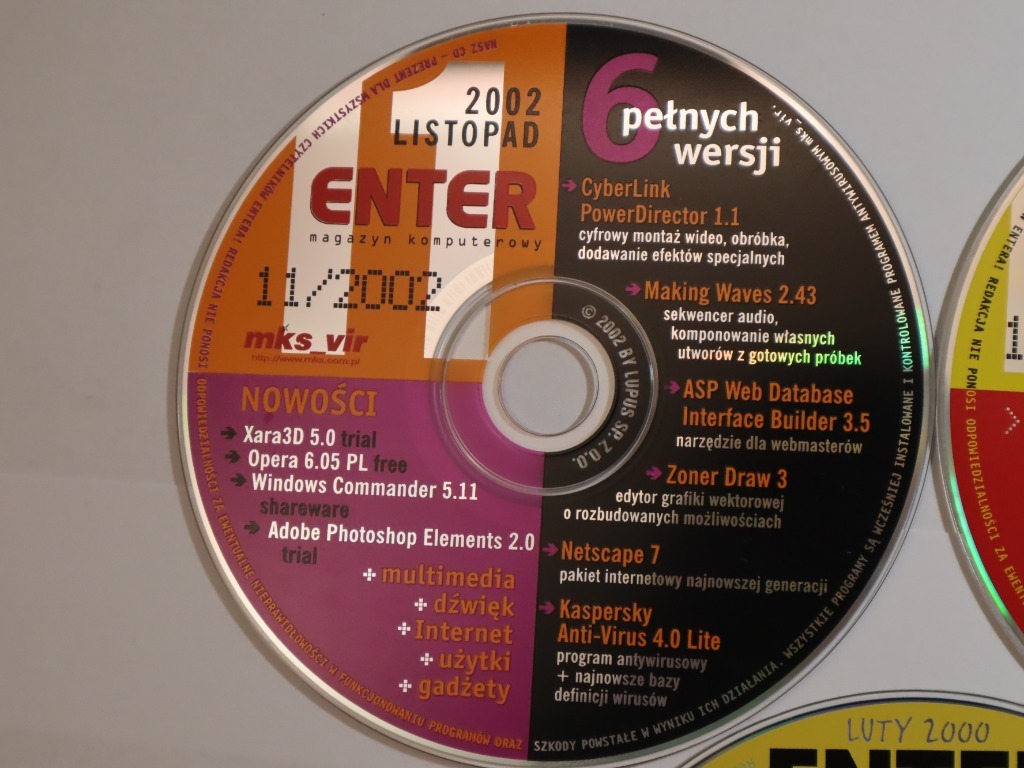 NASZ CD - PREZENT DLA WSZYSTKICH CZYTELNIKÓW ENTERA! REDAKCJA NIE PONOSI ODPOWIEDZIALNOŚCI ZA EWENTUALNE NIEPRAWIDŁOWOŚCI W FUNKCJONOWANIU PROGRAMÓW ORAZ SZKODY POWSTAŁE W WYNIKU ICH DZIAŁANIA. WSZYSTKIE PROGRAMY SĄ WCZEŚNIEJ INSTALOWANE I KONTROLOWANE PROGRAMEM ANTYWIRUSOWYM mks_vir.
11
2002
LISTOPAD
ENTER
magazyn komputerowy
11/2002
mks_vir
http://www.mks.com.pl
NOWOŚCI
Xara3D 5.0 trial
Opera 6.05 PL free
Windows Commander 5.11
shareware
Adobe Photoshop Elements 2.0
trial
+ multimedia
+ dźwięk
+ Internet
+ użytki
+ gadżety
6 pełnych
wersji
CyberLink
PowerDirector 1.1
cyfrowy montaż wideo, obróbka,
dodawanie efektów specjalnych
Making Waves 2.43
sekwencer audio,
komponowanie własnych
utworów z gotowych próbek
ASP Web Database
Interface Builder 3.5
narzędzie dla webmasterów
Zoner Draw 3
edytor grafiki wektorowej
o rozbudowanych możliwościach
Netscape 7
pakiet internetowy najnowszej generacji
Kaspersky
Anti-Virus 4.0 Lite
program antywirusowy
+ najnowsze bazy
definicji wirusów
© 2002 BY LUPUS SP. Z O.O.
ENTERA! REDAKCJA NIE PONOSI ODPOWIEDZIALNOŚCI ZA
LUTY 2000
ENTER